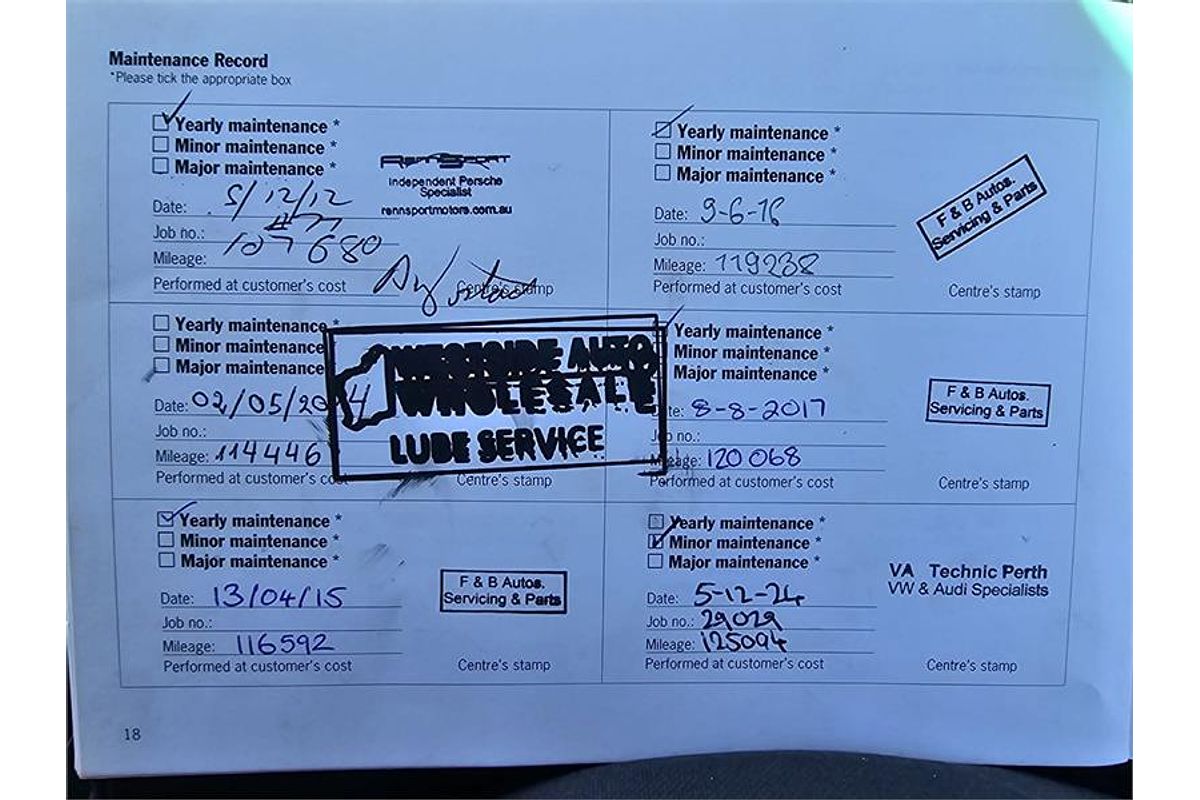 Maintenance Record
*Please tick the appropriate box
Yearly maintenance *
Minor maintenance *
Major maintenance *
Date: 5/12/12
Job no.:
Mileage: 107680
Performed at customer's cost
RENNSPORT
Independent Porsche
Specialist
rennsportmotors.com.au
Centre's stamp
Yearly maintenance *
Minor maintenance *
Major maintenance *
Date: 9-6-16
Job no.:
Mileage: 119238
Performed at customer's cost
F & B Autos.
Servicing & Parts
Centre's stamp
Yearly maintenance
Minor maintenance
Major maintenance
Date: 02/05/2014
Job no.:
Mileage: 114446
Performed at customer's
WESTSIDE AUTO
WHOLESALE
LUBE SERVICE
Centre's stamp
Yearly maintenance *
Minor maintenance *
Major maintenance *
Date: 8-8-2017
Job no.:
Mileage: 120068
Performed at customer's cost
F & B Autos.
Servicing & Parts
Centre's stamp
Yearly maintenance *
Minor maintenance *
Major maintenance *
Date: 13/04/15
Job no.:
Mileage: 116592
Performed at customer's cost
F & B Autos.
Servicing & Parts
Centre's stamp
Yearly maintenance *
Minor maintenance *
Major maintenance *
Date: 5-12-24
Job no.: 29029
Mileage: 125094
Performed at customer's cost
VA Technic Perth
VW & Audi Specialists
Centre's stamp
18